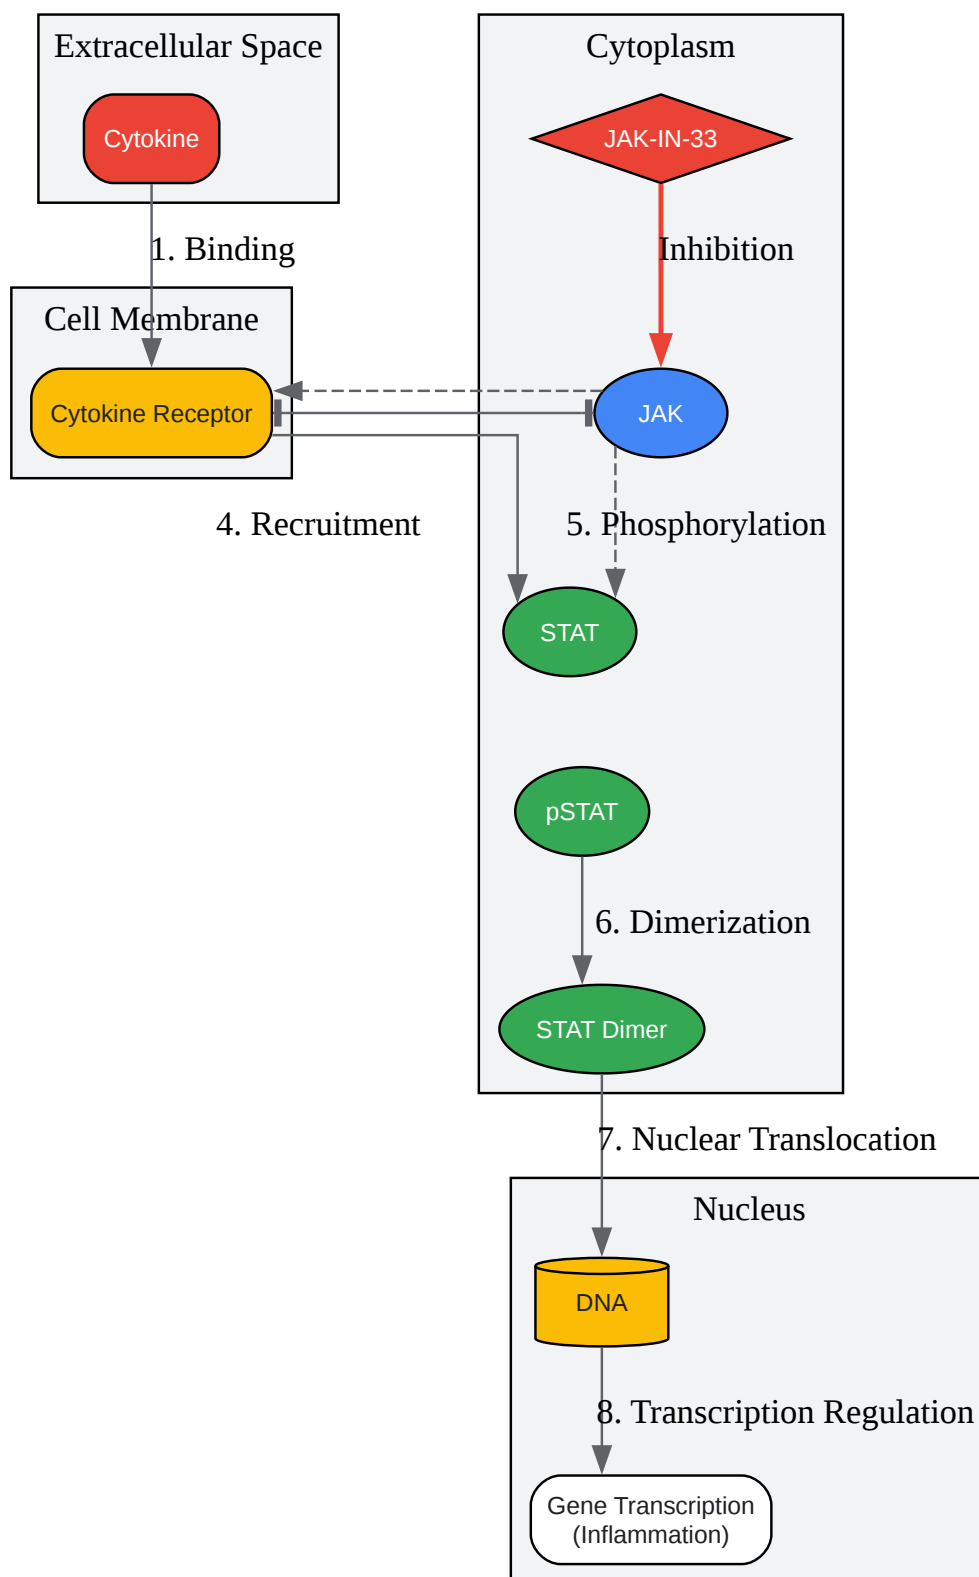 Extracellular Space
Cytokine
1. Binding
Cell Membrane
Cytokine Receptor
4. Recruitment
Cytoplasm
JAK-IN-33
Inhibition
JAK
5. Phosphorylation
STAT
pSTAT
6. Dimerization
STAT Dimer
7. Nuclear Translocation
Nucleus
DNA
8. Transcription Regulation
Gene Transcription
(Inflammation)